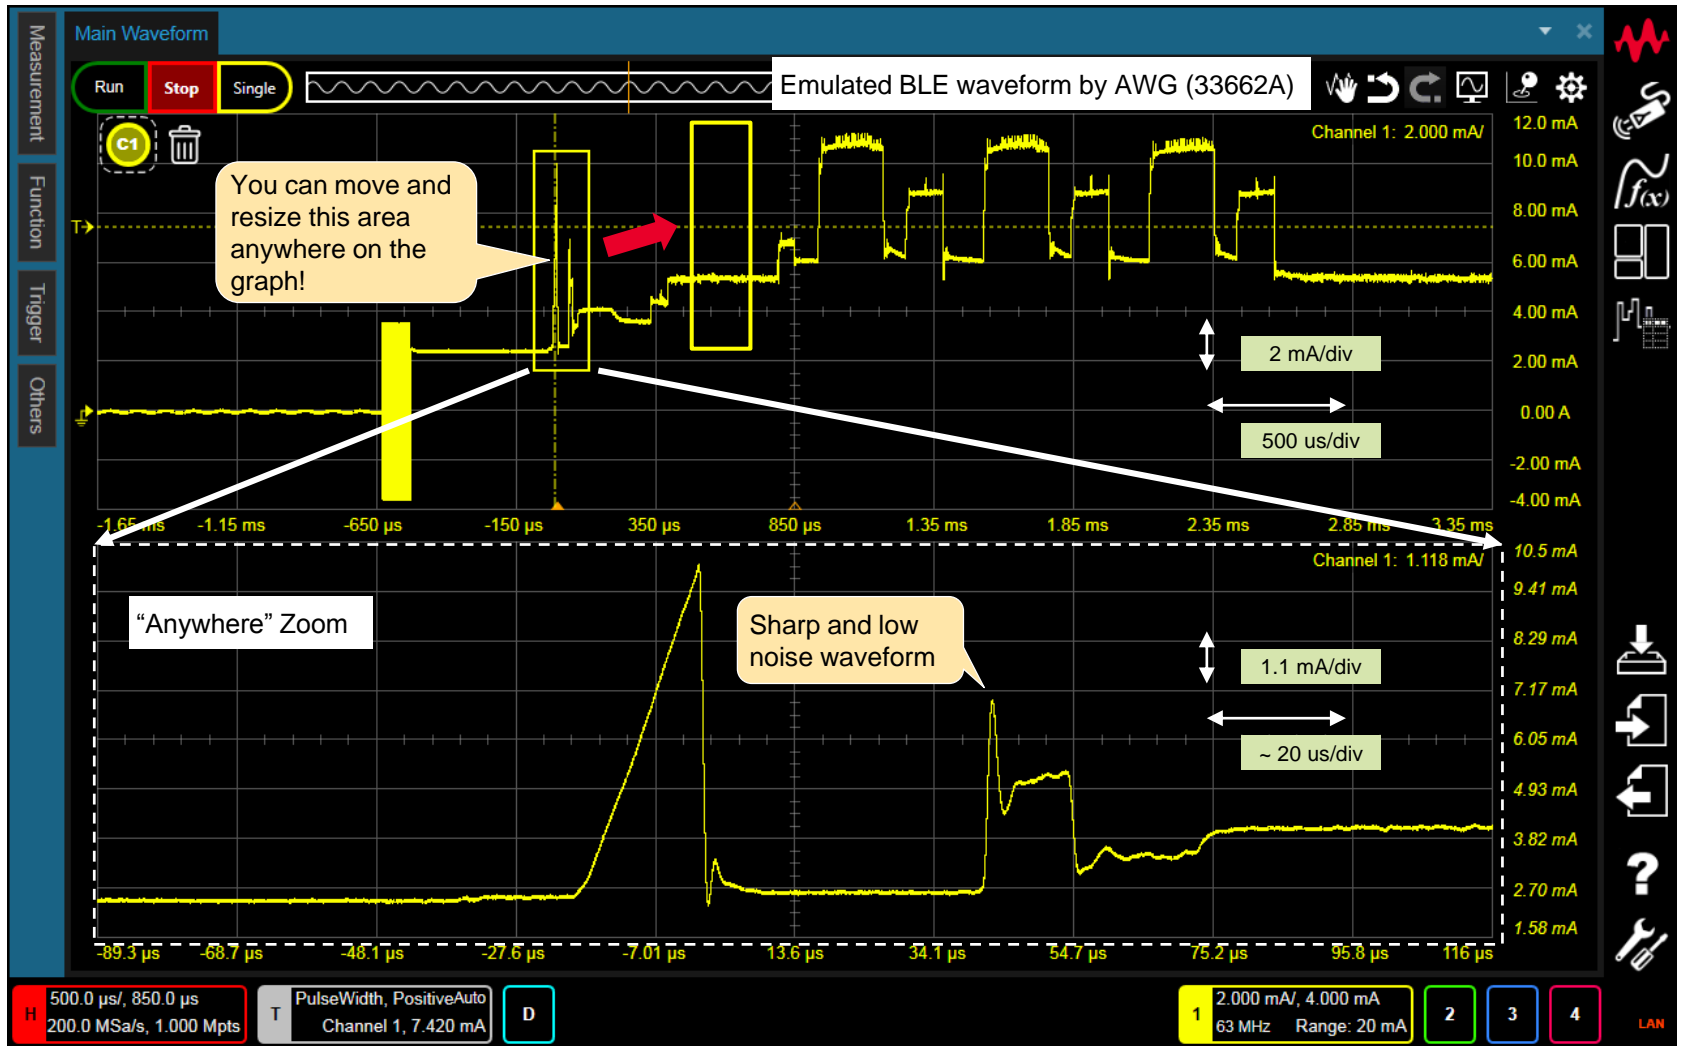 Measurement
Function
Trigger
Others
Main Waveform
Run
Stop
Single
Emulated BLE waveform by AWG (33662A)
C1
Channel 1: 2.000 mA/
You can move and
resize this area
anywhere on the
graph!
T
12.0 mA
10.0 mA
8.00 mA
6.00 mA
4.00 mA
2.00 mA
0.00 A
-2.00 mA
-4.00 mA
2 mA/div
500 us/div
-1.65 ms
-1.15 ms
-650 µs
-150 µs
350 µs
850 µs
1.35 ms
1.85 ms
2.35 ms
2.85 ms
3.35 ms
Channel 1: 1.118 mA/
“Anywhere” Zoom
Sharp and low
noise waveform
10.5 mA
9.41 mA
8.29 mA
7.17 mA
6.05 mA
4.93 mA
3.82 mA
2.70 mA
1.58 mA
1.1 mA/div
~ 20 us/div
-89.3 µs
-68.7 µs
-48.1 µs
-27.6 µs
-7.01 µs
13.6 µs
34.1 µs
54.7 µs
75.2 µs
95.8 µs
116 µs
f(x)
?
H
500.0 µs/, 850.0 µs
200.0 MSa/s, 1.000 Mpts
T
PulseWidth, PositiveAuto
Channel 1, 7.420 mA
D
1
2.000 mA/, 4.000 mA
63 MHz Range: 20 mA
2
3
4
LAN